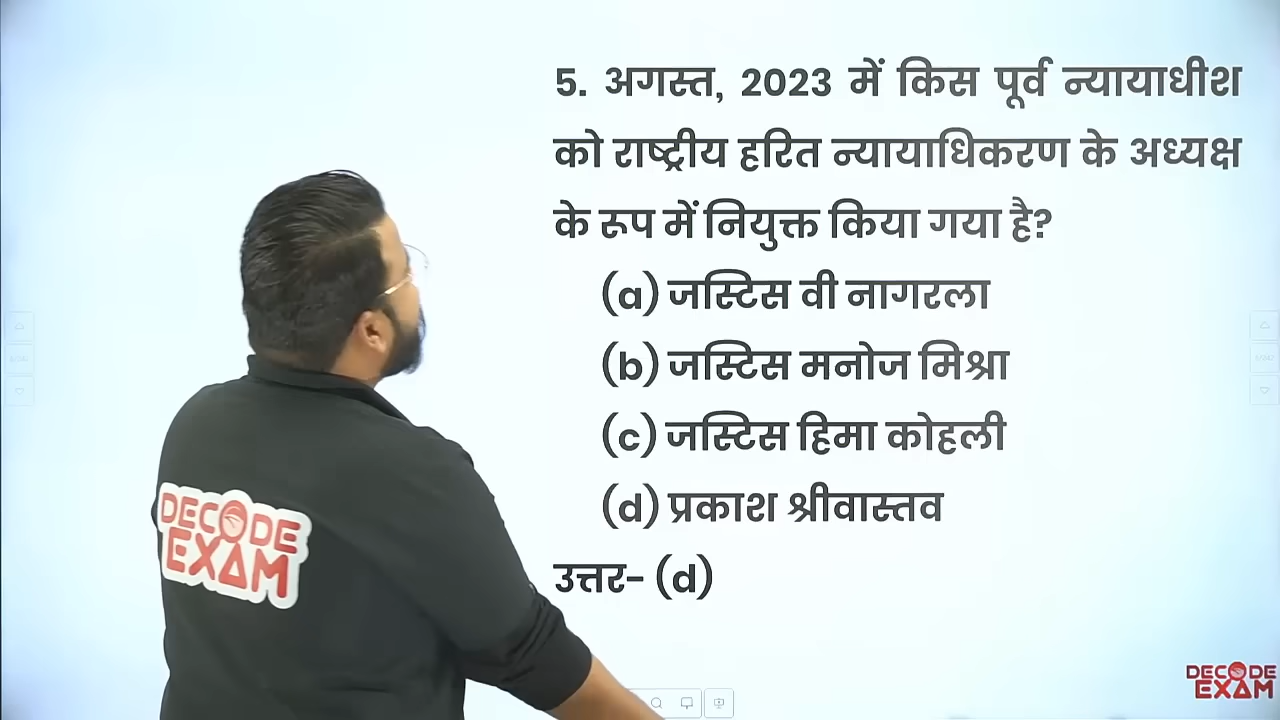 5. अगस्त, 2023 में किस पूर्व न्यायाधीश
को राष्ट्रीय हरित न्यायाधिकरण के अध्यक्ष
के रूप में नियुक्त किया गया है?
(a) जस्टिस वी नागरला
(b) जस्टिस मनोज मिश्रा
(c) जस्टिस हिमा कोहली
(d) प्रकाश श्रीवास्तव
उत्तर- (d)
DECODE
EXAM
DECODE
EXAM